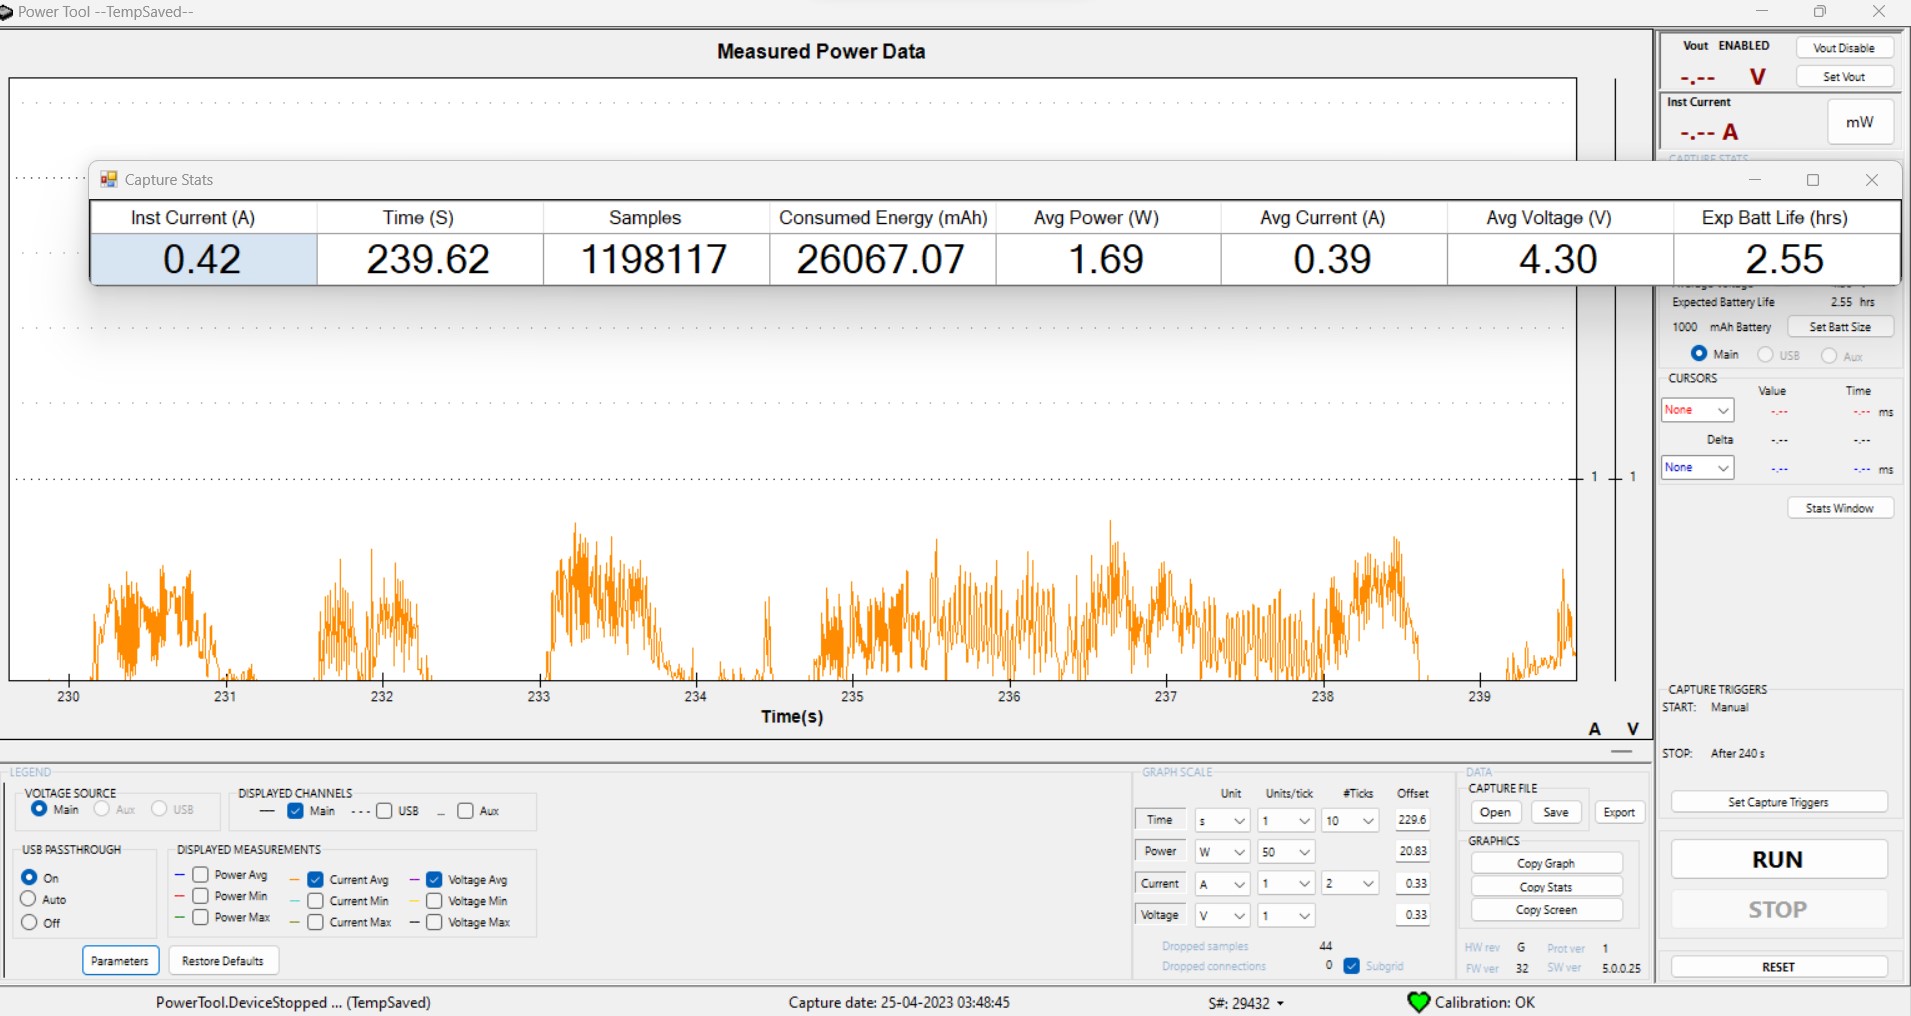 Power Tool --TempSaved--
Measured Power Data
Vout ENABLED
Vout Disable
-.-- V
Set Vout
Inst Current
-.-- A
mW
CAPTURE STATS
Capture Stats
Inst Current (A) Time (S) Samples Consumed Energy (mAh) Avg Power (W) Avg Current (A) Avg Voltage (V) Exp Batt Life (hrs)
0.42 239.62 1198117 26067.07 1.69 0.39 4.30 2.55
Expected Battery Life 2.55 hrs
1000 mAh Battery Set Batt Size
Main USB Aux
CURSORS
Value Time
None -.-- -.-- ms
Delta -.-- -.--
None -.-- -.-- ms
Stats Window
1 1
230 231 232 233 234 235 236 237 238 239
Time(s)
A V
CAPTURE TRIGGERS
START: Manual
STOP: After 240 s
Set Capture Triggers
RUN
STOP
RESET
LEGEND
VOLTAGE SOURCE
Main Aux USB
DISPLAYED CHANNELS
Main USB Aux
USB PASSTHROUGH
On
Auto
Off
DISPLAYED MEASUREMENTS
Power Avg Current Avg Voltage Avg
Power Min Current Min Voltage Min
Power Max Current Max Voltage Max
Parameters Restore Defaults
GRAPH SCALE
Unit Units/tick #Ticks Offset
Time s 1 10 229.6
Power W 50 20.83
Current A 1 2 0.33
Voltage V 1 0.33
Dropped samples 44
Dropped connections 0 Subgrid
DATA
CAPTURE FILE
Open Save Export
GRAPHICS
Copy Graph
Copy Stats
Copy Screen
HW rev G Prot ver 1
FW ver 32 SW ver 5.0.0.25
PowerTool.DeviceStopped ... (TempSaved) Capture date: 25-04-2023 03:48:45 S#: 29432 Calibration: OK